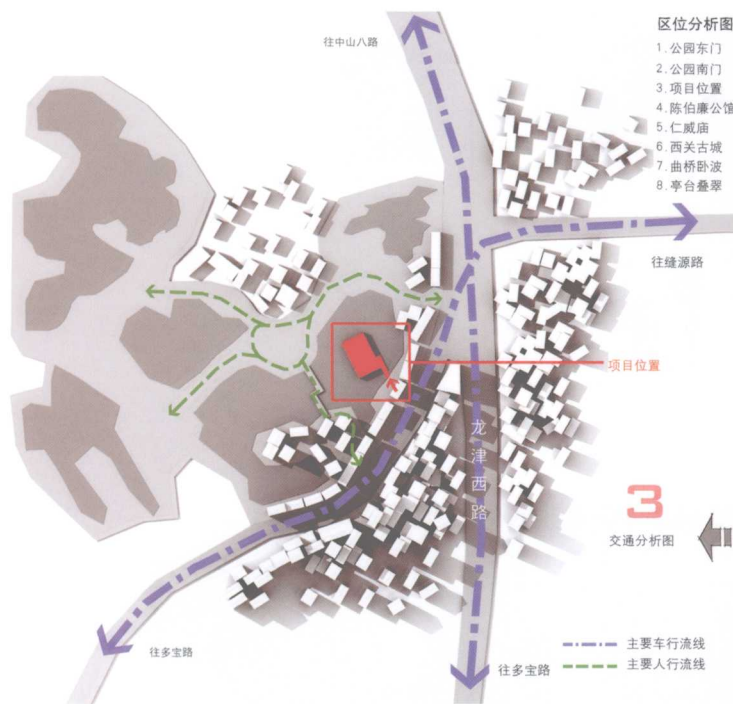 往中山八路
区位分析图
1.公园东门
2.公园南门
3.项目位置
4.陈伯廉公馆
5.仁威庙
6.西关古城
7.曲桥卧波
8.亭台叠翠
往缝源路
项目位置
龙津西路
3
交通分析图
往多宝路
往多宝路
主要车行流线
主要人行流线